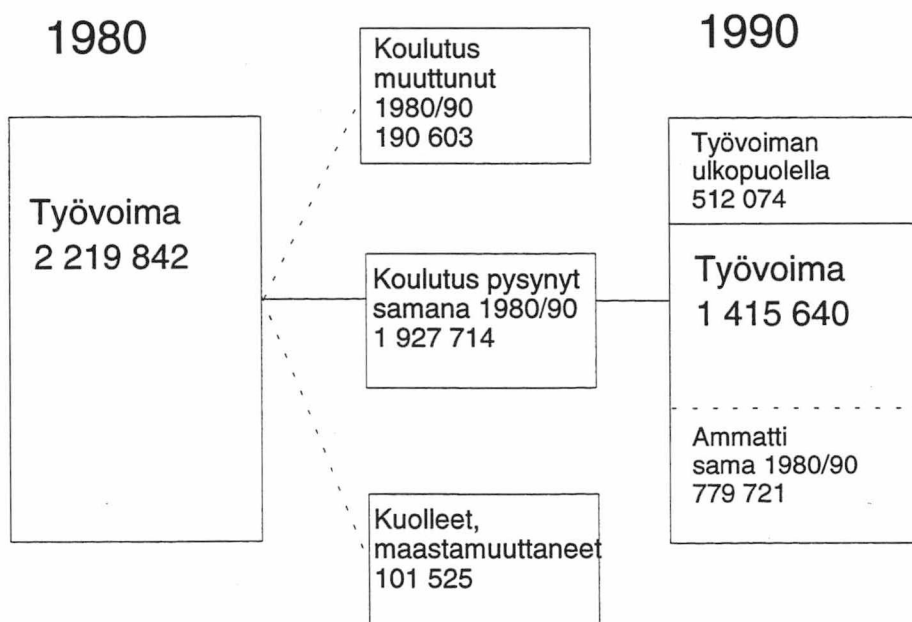 1980
Työvoima
2 219 842
Koulutus
muuttunut
1980/90
190 603
Koulutus pysynyt
samana 1980/90
1 927 714
Kuolleet,
maastamuuttaneet
101 525
1990
Työvoiman
ulkopuolella
512 074
Työvoima
1 415 640
Ammatti
sama 1980/90
779 721